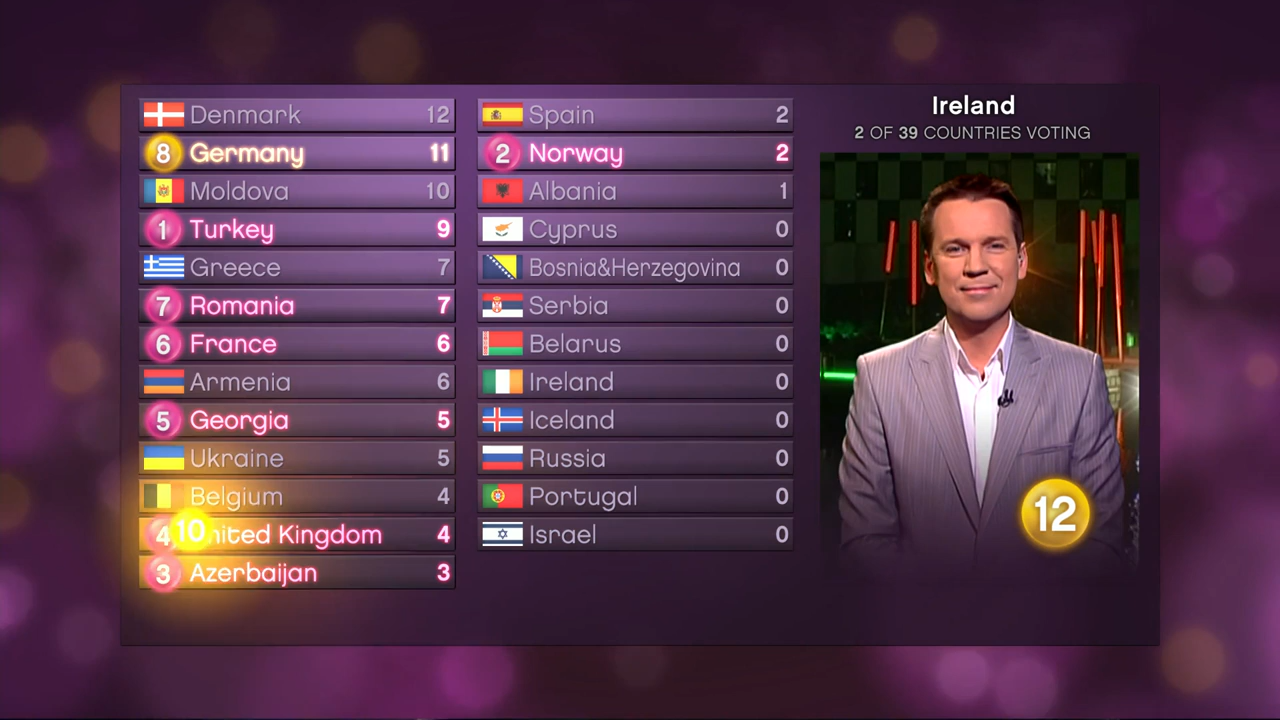 Denmark 12
8 Germany 11
Moldova 10
1 Turkey 9
Greece 7
7 Romania 7
6 France 6
Armenia 6
5 Georgia 5
Ukraine 5
Belgium 4
4 10 United Kingdom 4
3 Azerbaijan 3
Spain 2
2 Norway 2
Albania 1
Cyprus 0
Bosnia&Herzegovina 0
Serbia 0
Belarus 0
Ireland 0
Iceland 0
Russia 0
Portugal 0
Israel 0
Ireland
2 OF 39 COUNTRIES VOTING
12